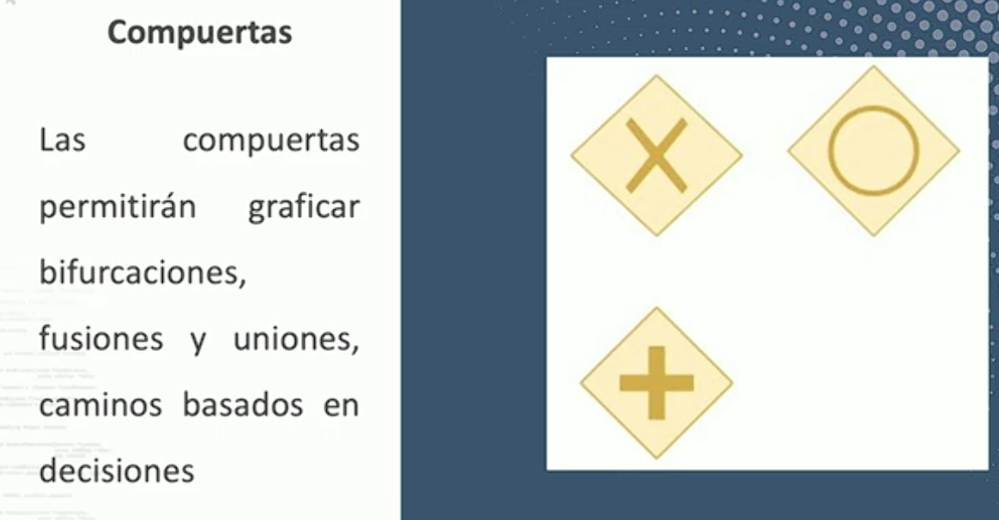 Compuertas
Las compuertas
permitirán graficar
bifurcaciones,
fusiones y uniones,
caminos basados en
decisiones